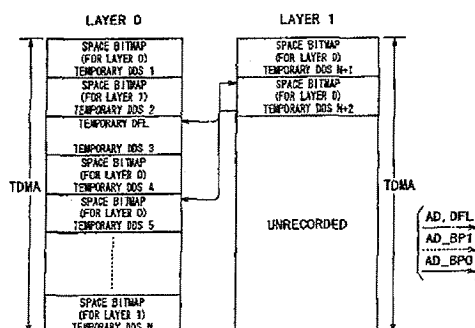 LAYER 0
TDMA
SPACE BITMAP
(FOR LAYER 0)
TEMPORARY DDS 1
SPACE BITMAP
(FOR LAYER 1)
TEMPORARY DDS 2
TEMPORARY DFL
TEMPORARY DDS 3
SPACE BITMAP
(FOR LAYER 0)
TEMPORARY DDS 4
SPACE BITMAP
(FOR LAYER 0)
TEMPORARY DDS 5
SPACE BITMAP
(FOR LAYER 1)
TEMPORARY DDS N
LAYER 1
SPACE BITMAP
(FOR LAYER 0)
TEMPORARY DDS N+1
SPACE BITMAP
(FOR LAYER 0)
TEMPORARY DDS N+2
UNRECORDED
TDMA
AD_DFL
AD_BP1
AD_BP0